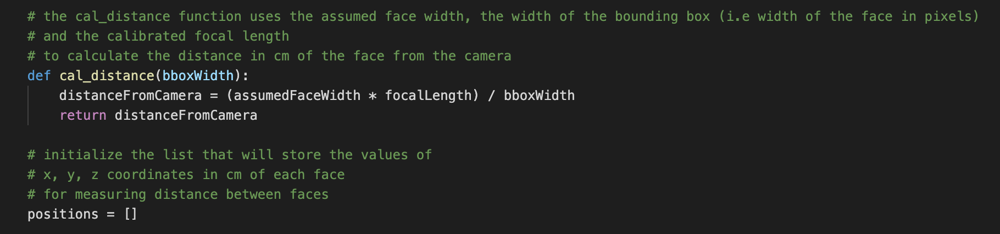 # the cal_distance function uses the assumed face width, the width of the bounding box (i.e width of the face in pixels)
# and the calibrated focal length
# to calculate the distance in cm of the face from the camera
def cal_distance(bboxWidth):
    distanceFromCamera = (assumedFaceWidth * focalLength) / bboxWidth
    return distanceFromCamera

# initialize the list that will store the values of
# x, y, z coordinates in cm of each face
# for measuring distance between faces
positions = []